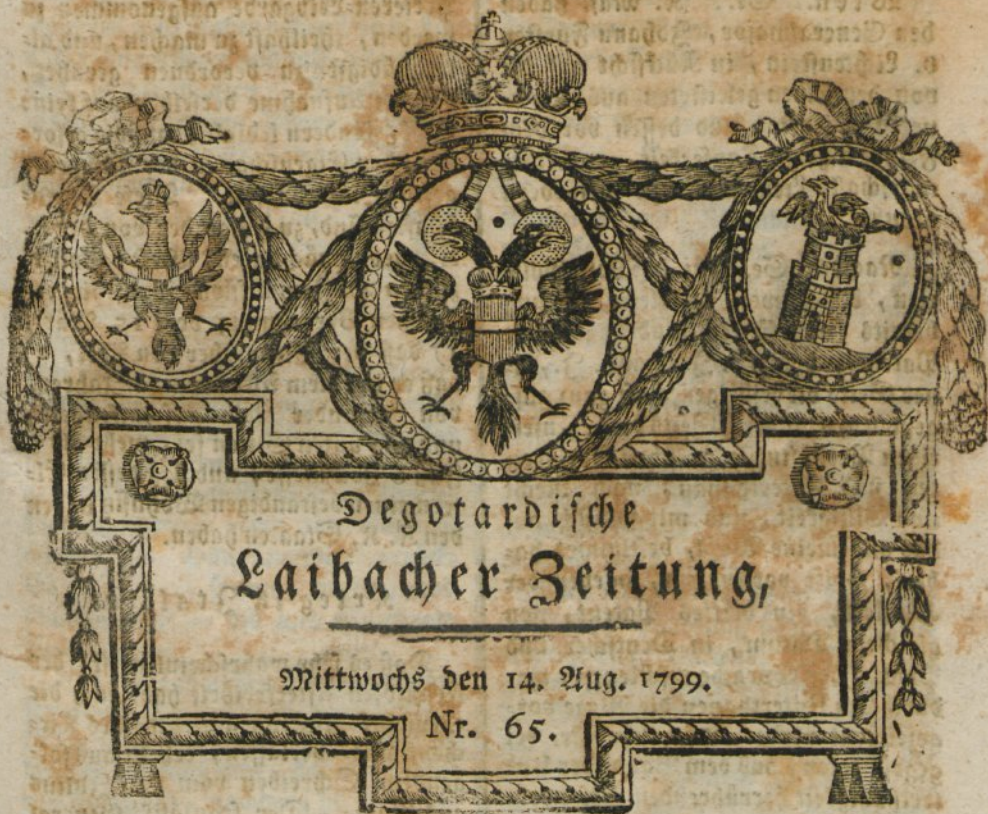 Degotardische
Laibacher Zeitung,
Mittwochs den 14. Aug. 1799.
Nr. 65.